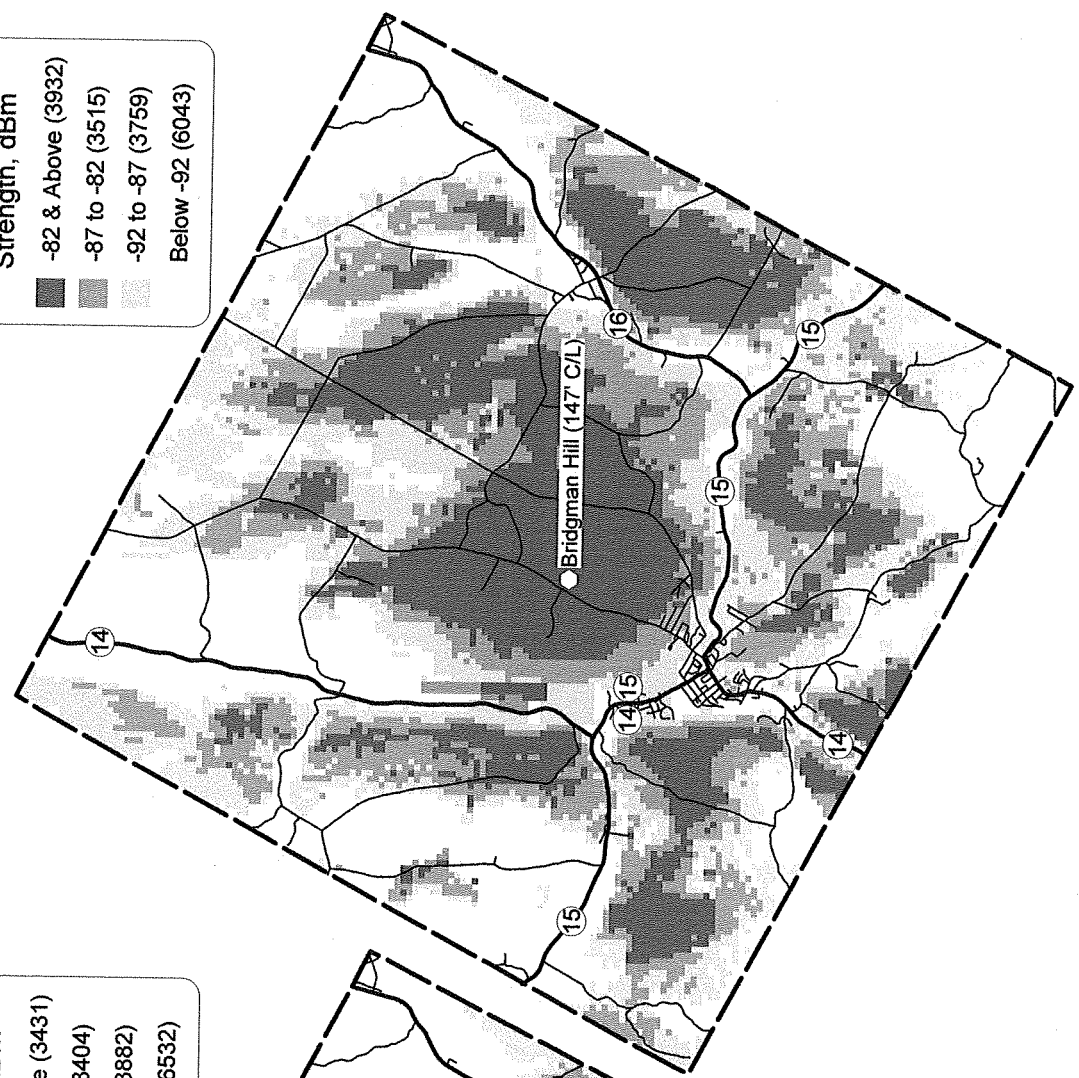 Strength, dBm
-82 & Above (3932)
-87 to -82 (3515)
-92 to -87 (3759)
Below -92 (6043)
16
15
Bridgman Hill (147' C/L)
15
14
15
14
14
15
(3431)
3882)
6532)